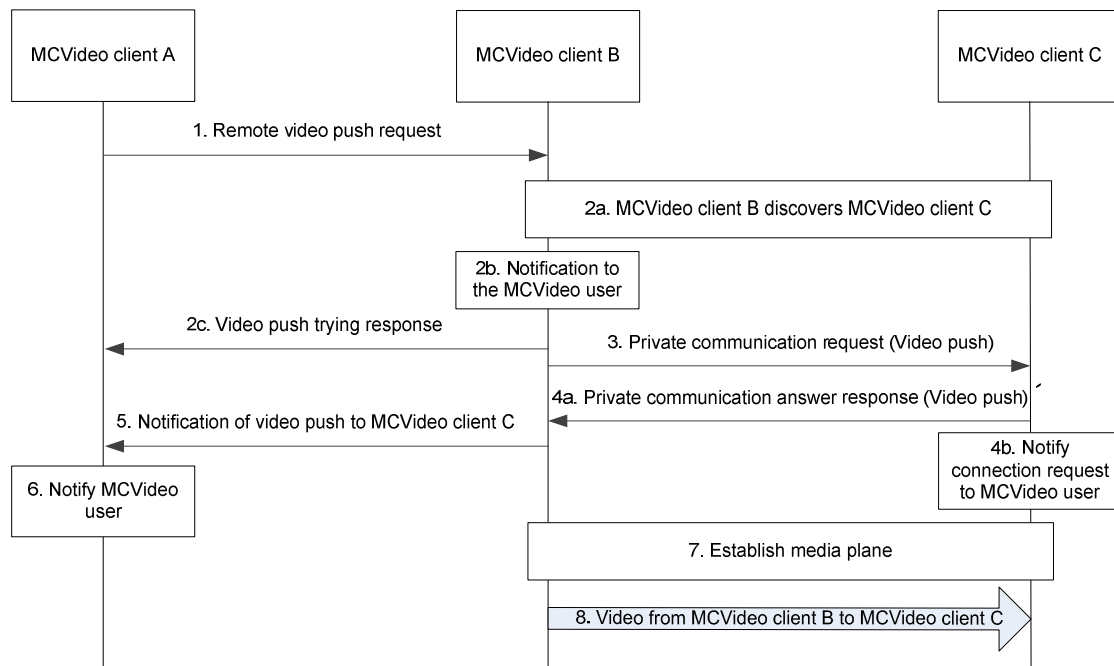 MCVideo client A
MCVideo client B
MCVideo client C
1. Remote video push request
2a. MCVideo client B discovers MCVideo client C
2b. Notification to
the MCVideo user
2c. Video push trying response
3. Private communication request (Video push)
4a. Private communication answer response (Video push)
5. Notification of video push to MCVideo client C
4b. Notify
connection request
to MCVideo user
6. Notify MCVideo
user
7. Establish media plane
8. Video from MCVideo client B to MCVideo client C